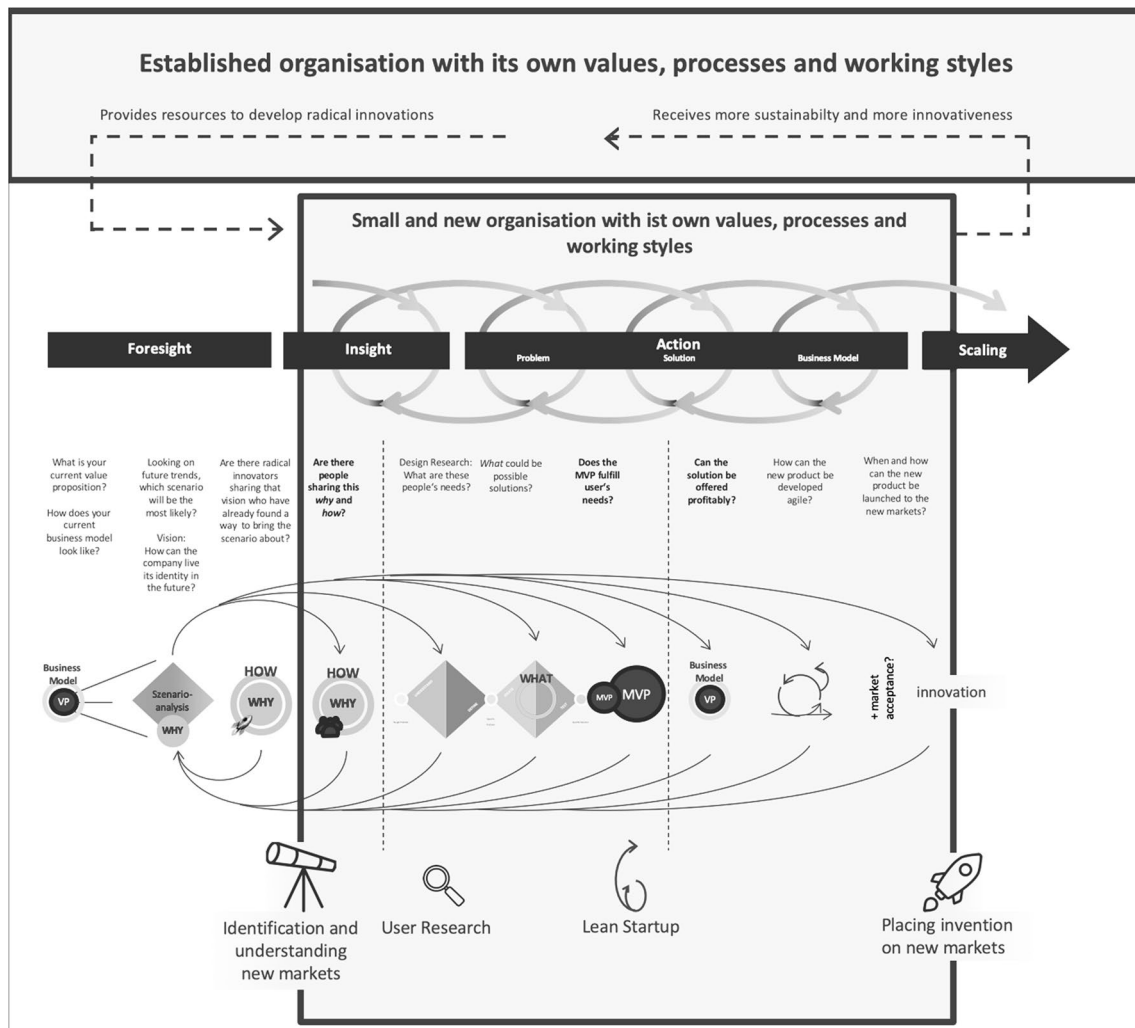 Established organisation with its own values, processes and working styles
Provides resources to develop radical innovations
Receives more sustainabilty and more innovativeness
Small and new organisation with ist own values, processes and
working styles
Foresight
Insight
Action
Problem
Solution
Business Model
Scaling
What is your
current value
proposition?
How does your
current
business model
look like?
Looking on
future trends,
which scenario
will be the
most likely?
Vision:
How can the
company live
its identity in
the future?
Are there radical
innovators
sharing that
vision who have
already found a
way to bring the
scenario about?
Are there
people
sharing this
why and
how?
Design Research:
What are these
people's needs?
What could be
possible
solutions?
Does the
MVP fulfill
user's
needs?
Can the
solution be
offered
profitably?
How can the
new product be
developed
agile?
When and how
can the new
product be
launched to the
new markets?
Business
Model
VP
Szenario-
analysis
WHY
HOW
WHY
HOW
WHY
WHAT
MVP
MVP
Business
Model
VP
+ market
acceptance?
innovation
Identification and
understanding
new markets
User Research
Lean Startup
Placing invention
on new markets